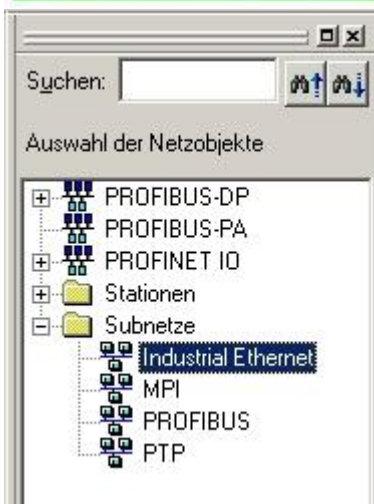 Suchen:
Auswahl der Netzobjekte
PROFIBUS-DP
PROFIBUS-PA
PROFINET IO
Stationen
Subnetze
Industrial Ethernet
MPI
PROFIBUS
PTP